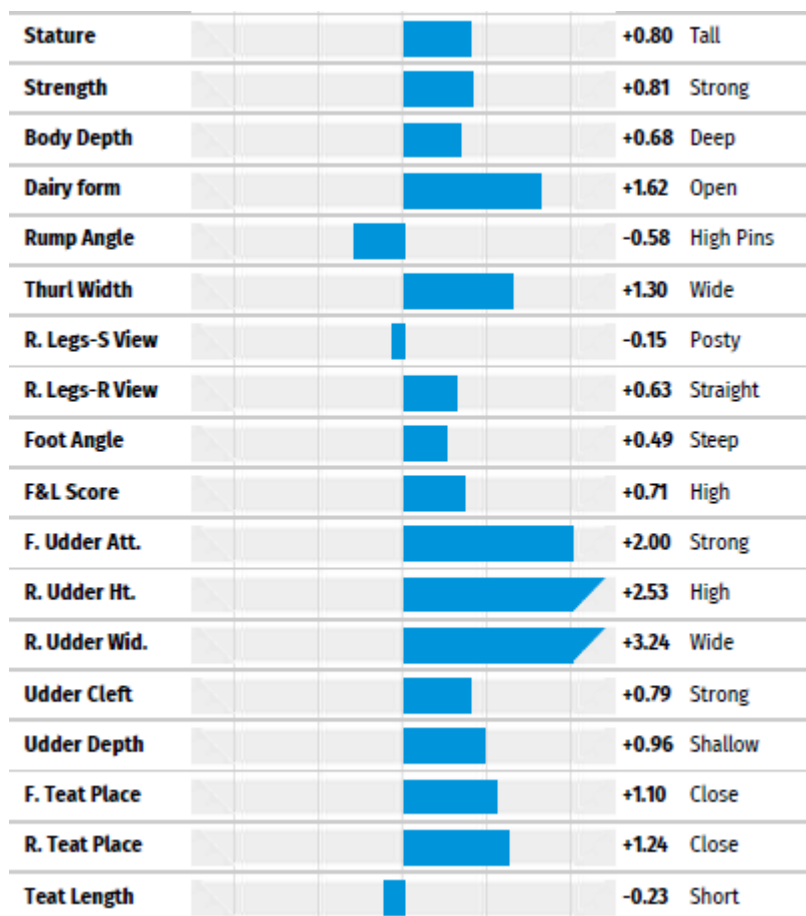 Stature +0.80 Tall
Strength +0.81 Strong
Body Depth +0.68 Deep
Dairy form +1.62 Open
Rump Angle -0.58 High Pins
Thurl Width +1.30 Wide
R. Legs-S View -0.15 Posty
R. Legs-R View +0.63 Straight
Foot Angle +0.49 Steep
F&L Score +0.71 High
F. Udder Att. +2.00 Strong
R. Udder Ht. +2.53 High
R. Udder Wid. +3.24 Wide
Udder Cleft +0.79 Strong
Udder Depth +0.96 Shallow
F. Teat Place +1.10 Close
R. Teat Place +1.24 Close
Teat Length -0.23 Short